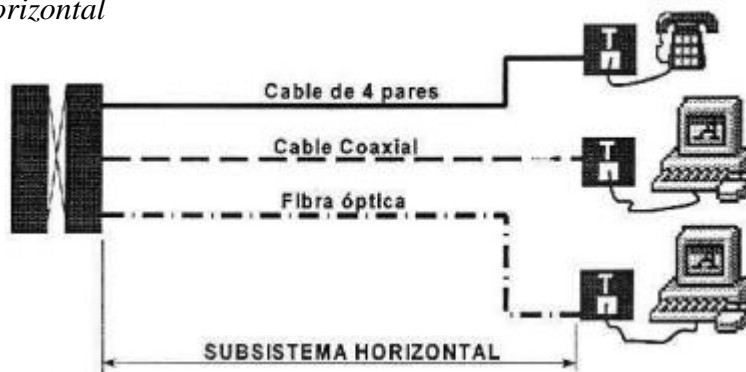 orizontal
T
Cable de 4 pares
Cable Coaxial
T
Fibra óptica
T
SUBSISTEMA HORIZONTAL